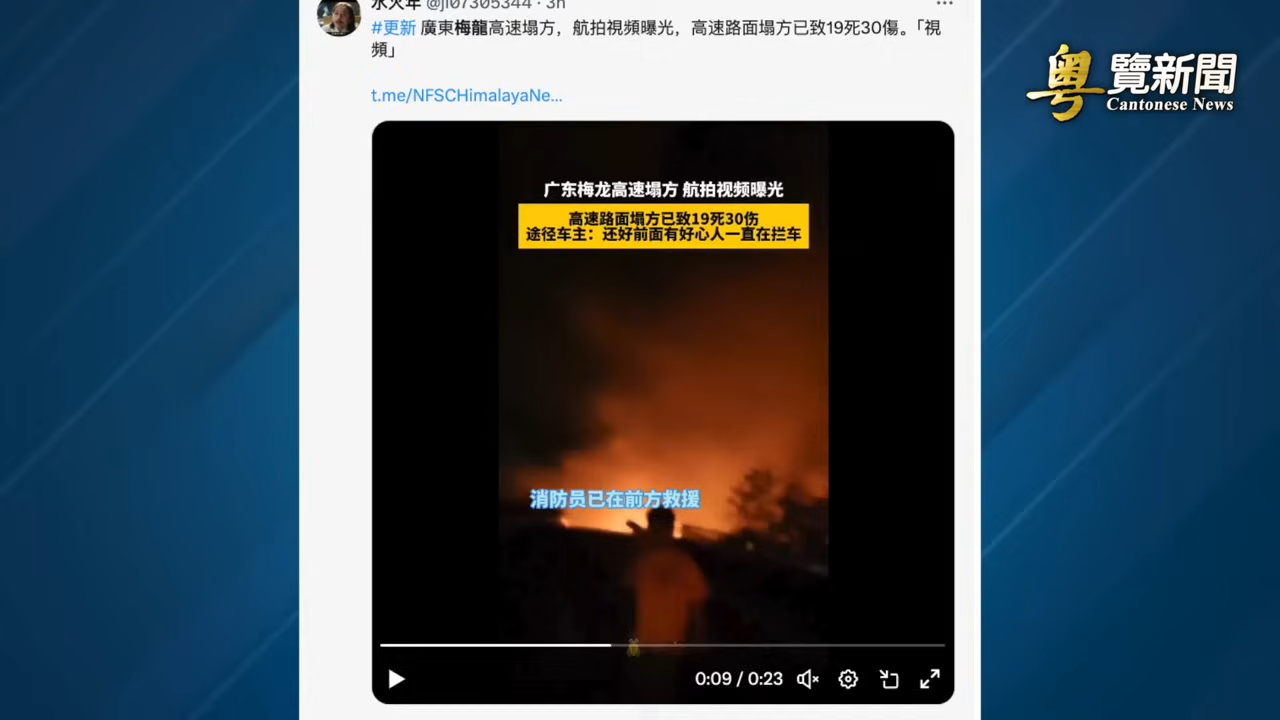 水火年 @jl07305344 · 3h
#更新 廣東梅龍高速塌方，航拍視頻曝光，高速路面塌方已致19死30傷。「視
頻」
t.me/NFSCHimalayaNe...
粵覽新聞
Cantonese News
广东梅龙高速塌方 航拍视频曝光
高速路面塌方已致19死30伤
途径车主：还好前面有好心人一直在拦车
消防员已在前方救援
0:09 / 0:23